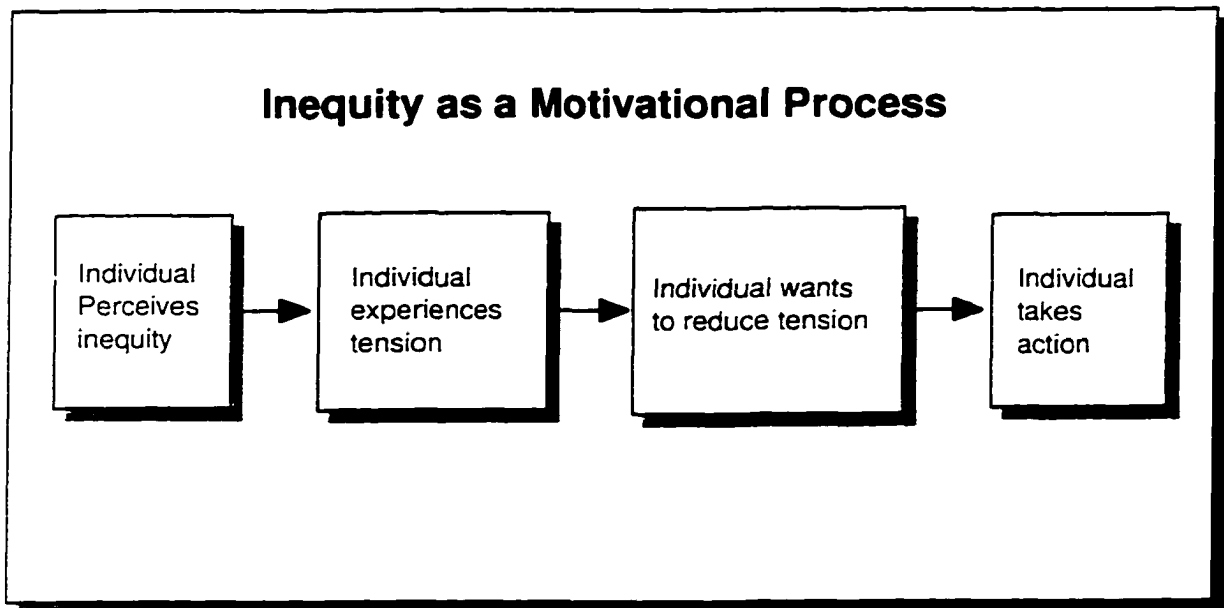 Inequity as a Motivational Process
Individual
Perceives
inequity
Individual
experiences
tension
Individual wants
to reduce tension
Individual
takes
action